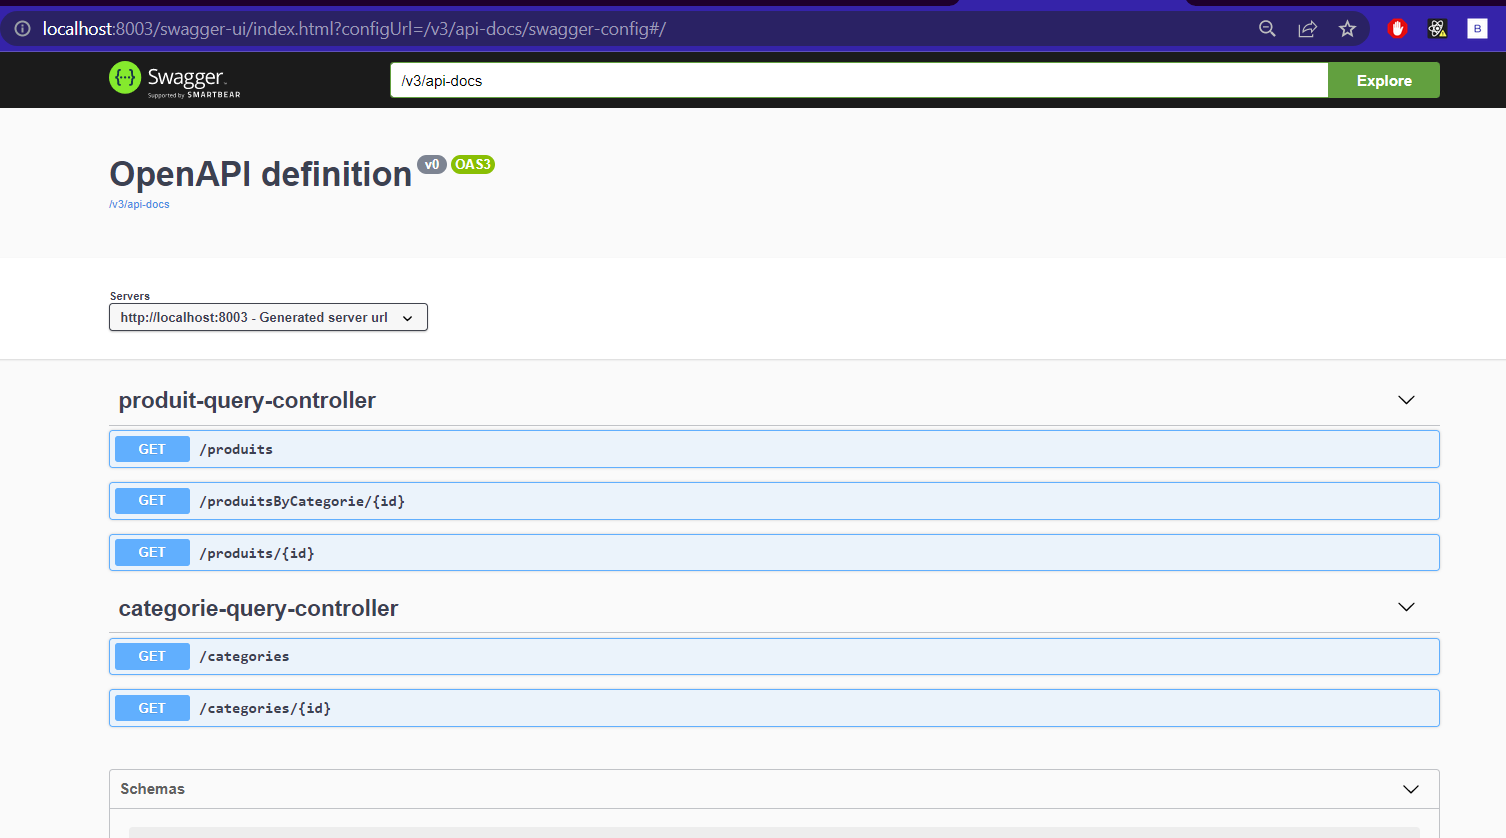 localhost:8003/swagger-ui/index.html?configUrl=/v3/api-docs/swagger-config#/
B
{··} Swagger™
Supported by SMARTBEAR
/v3/api-docs
Explore
OpenAPI definition v0 OAS3
/v3/api-docs
Servers
http://localhost:8003 - Generated server url
produit-query-controller
GET /produits
GET /produitsByCategorie/{id}
GET /produits/{id}
categorie-query-controller
GET /categories
GET /categories/{id}
Schemas